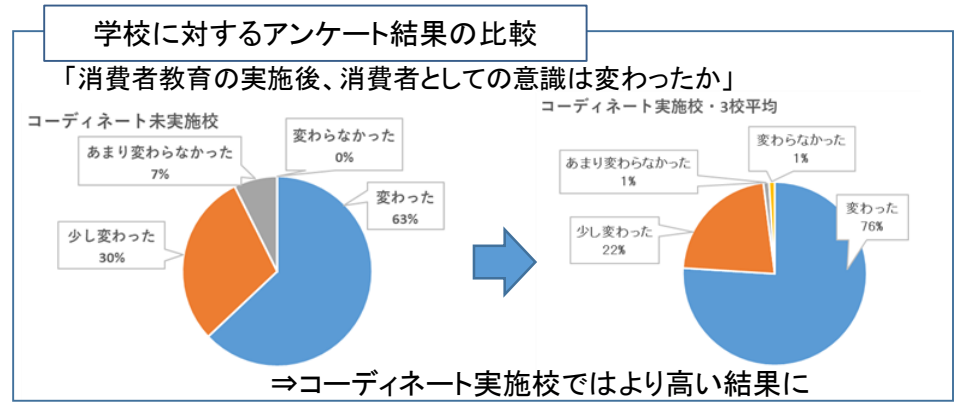 学校に対するアンケート結果の比較
「消費者教育の実施後、消費者としての意識は変わったか」
コーディネート未実施校
変わらなかった
0%
あまり変わらなかった
7%
変わった
63%
少し変わった
30%
コーディネート実施校・3校平均
変わらなかった
1%
あまり変わらなかった
1%
変わった
76%
少し変わった
22%
⇒コーディネート実施校ではより高い結果に